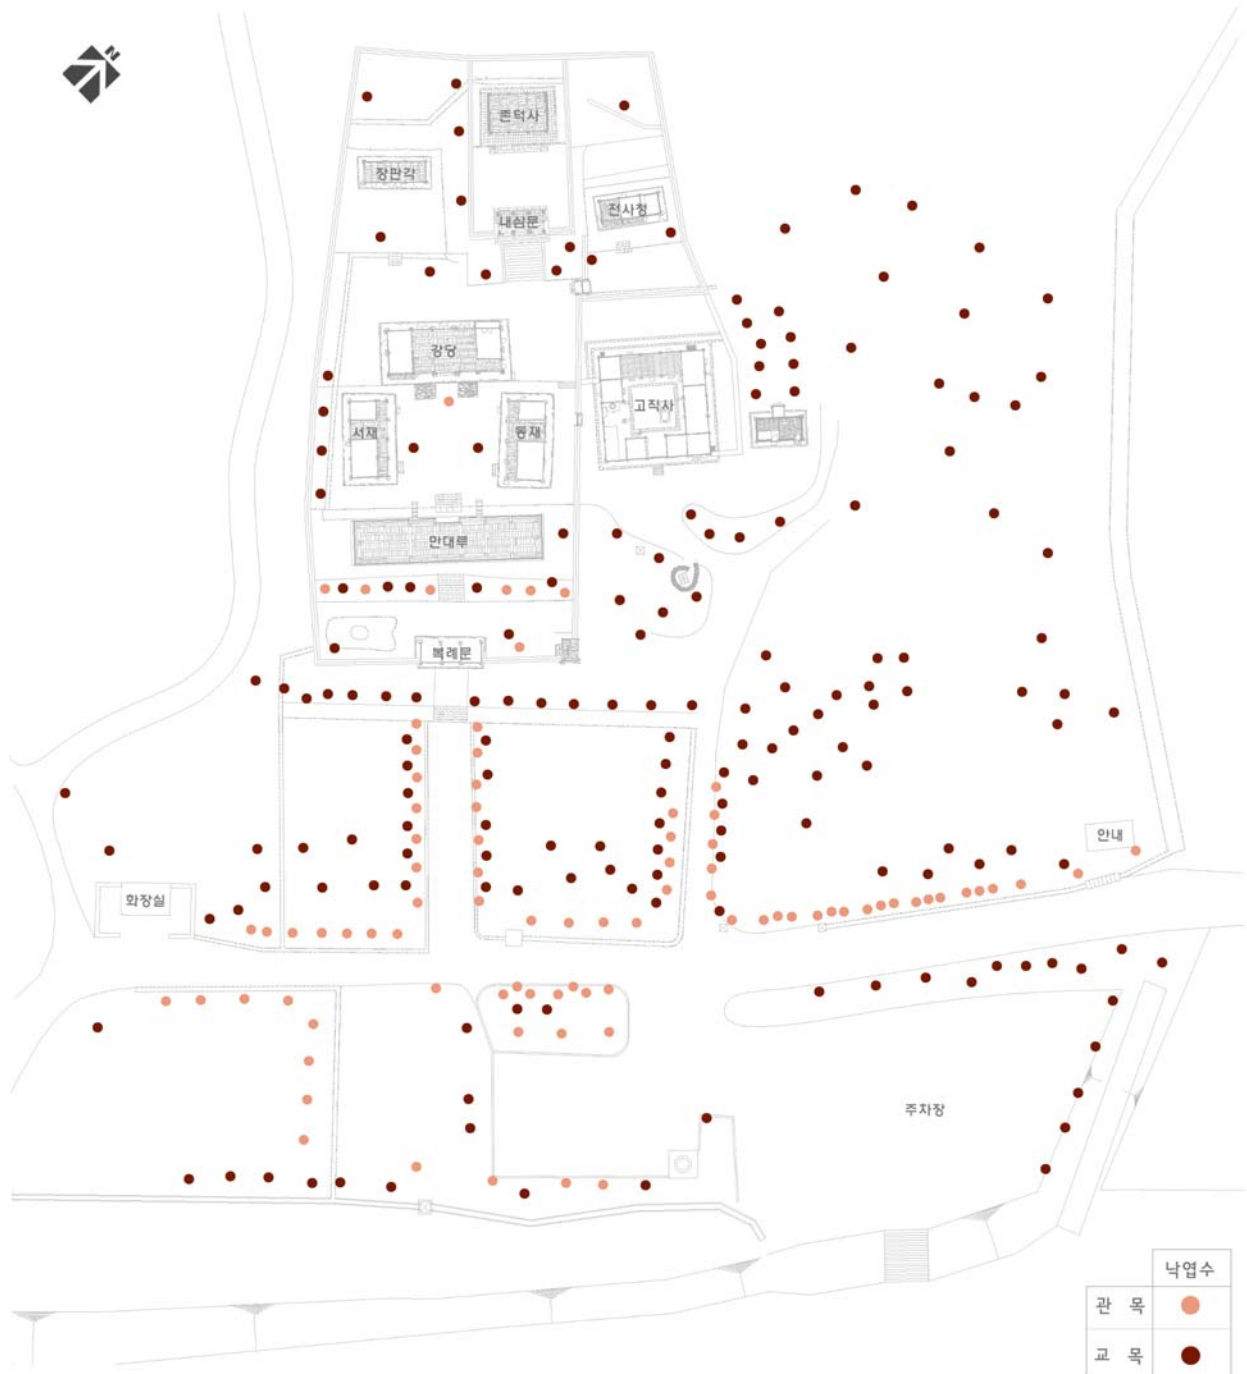 N
존덕사
장판각
전사청
내삼문
강당
고직사
서재
동재
만대루
복례문
안내
화장실
주차장
낙엽수
관 목
교 목